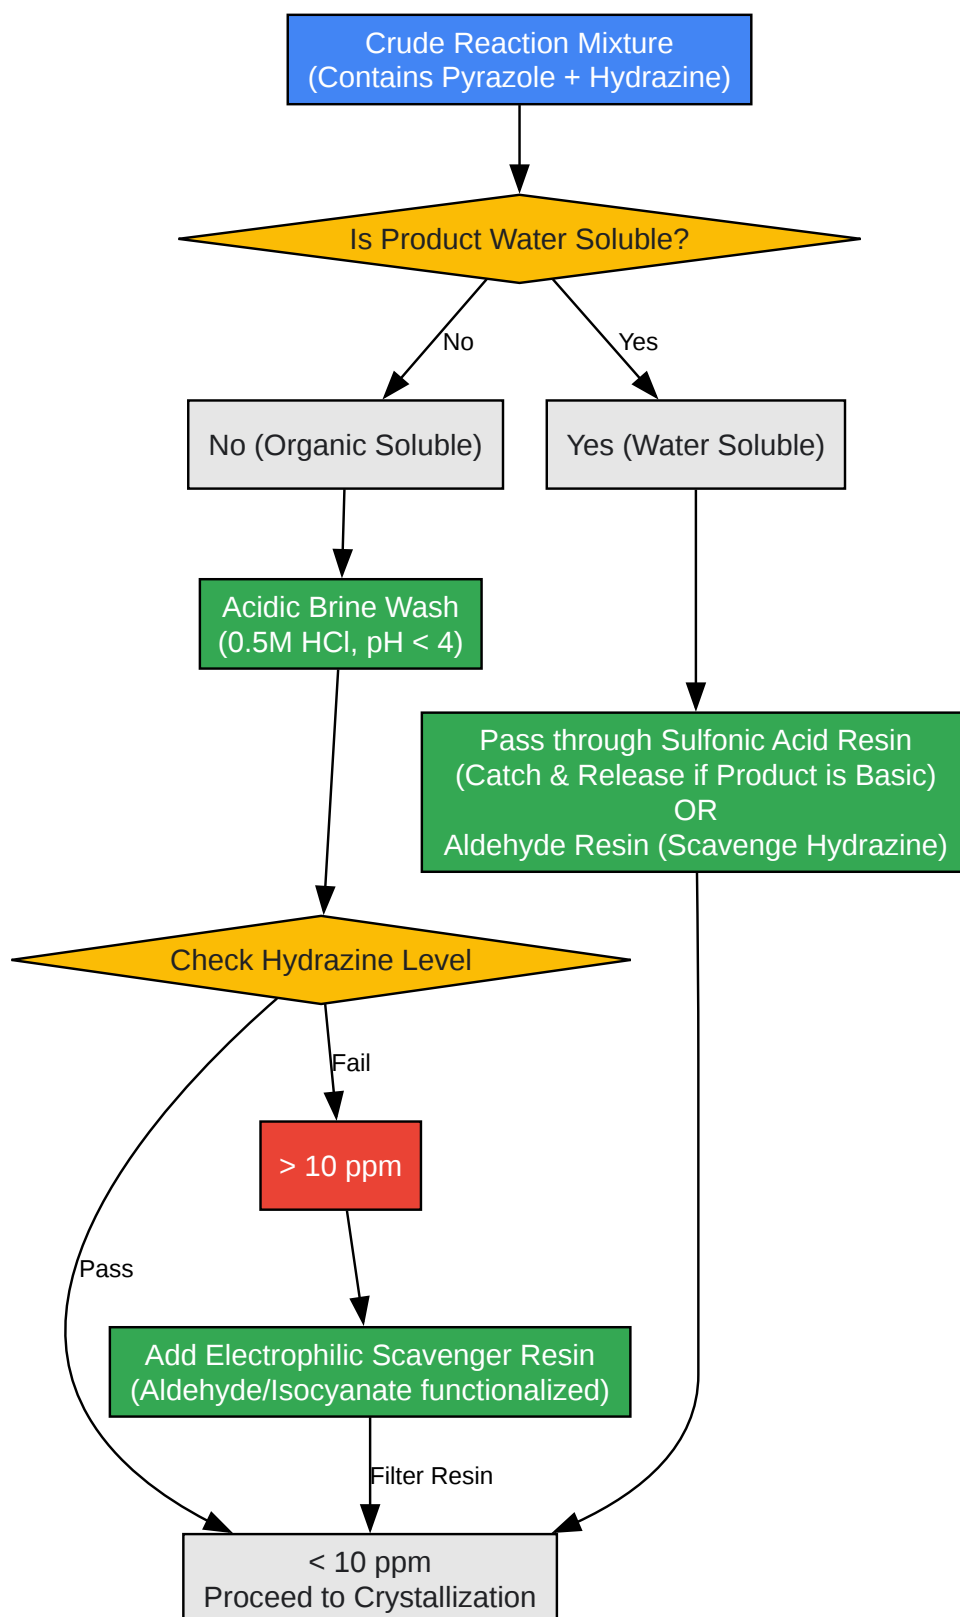 Crude Reaction Mixture
(Contains Pyrazole + Hydrazine)
Is Product Water Soluble?
No
Yes
No (Organic Soluble)
Yes (Water Soluble)
Acidic Brine Wash
(0.5M HCl, pH < 4)
Pass through Sulfonic Acid Resin
(Catch & Release if Product is Basic)
OR
Aldehyde Resin (Scavenge Hydrazine)
Check Hydrazine Level
Fail
> 10 ppm
Pass
Add Electrophilic Scavenger Resin
(Aldehyde/Isocyanate functionalized)
Filter Resin
< 10 ppm
Proceed to Crystallization